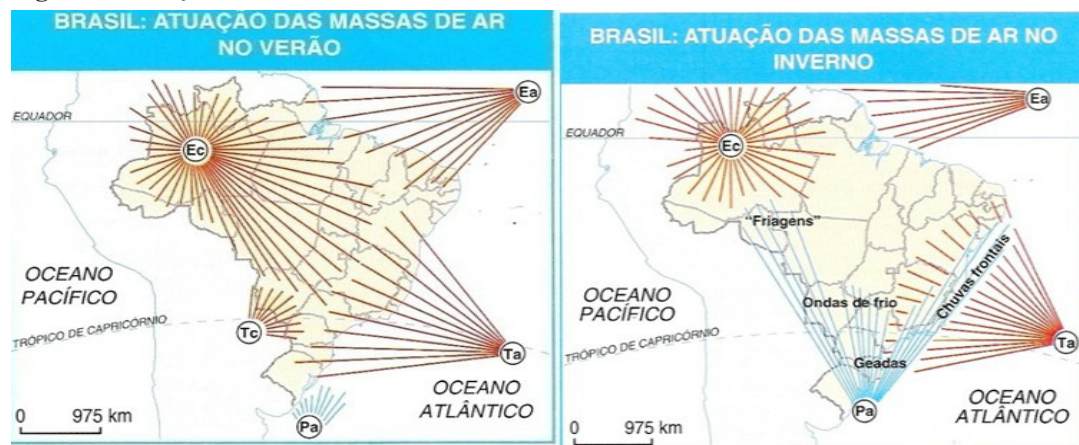 BRASIL: ATUAÇÃO DAS MASSAS DE AR
NO VERÃO
Ea
EQUADOR
Ec
OCEANO
PACÍFICO
Tc
TRÓPICO DE CAPRICÓRNIO
Ta
OCEANO
ATLÂNTICO
0 975 km
Pa
BRASIL: ATUAÇÃO DAS MASSAS DE AR NO
INVERNO
Ea
EQUADOR
Ec
"Friagens"
Chuvas frontais
OCEANO
PACÍFICO
Ondas de frio
TRÓPICO DE CAPRICÓRNIO
Ta
Geadas
OCEANO
ATLÂNTICO
0 975 km
Pa